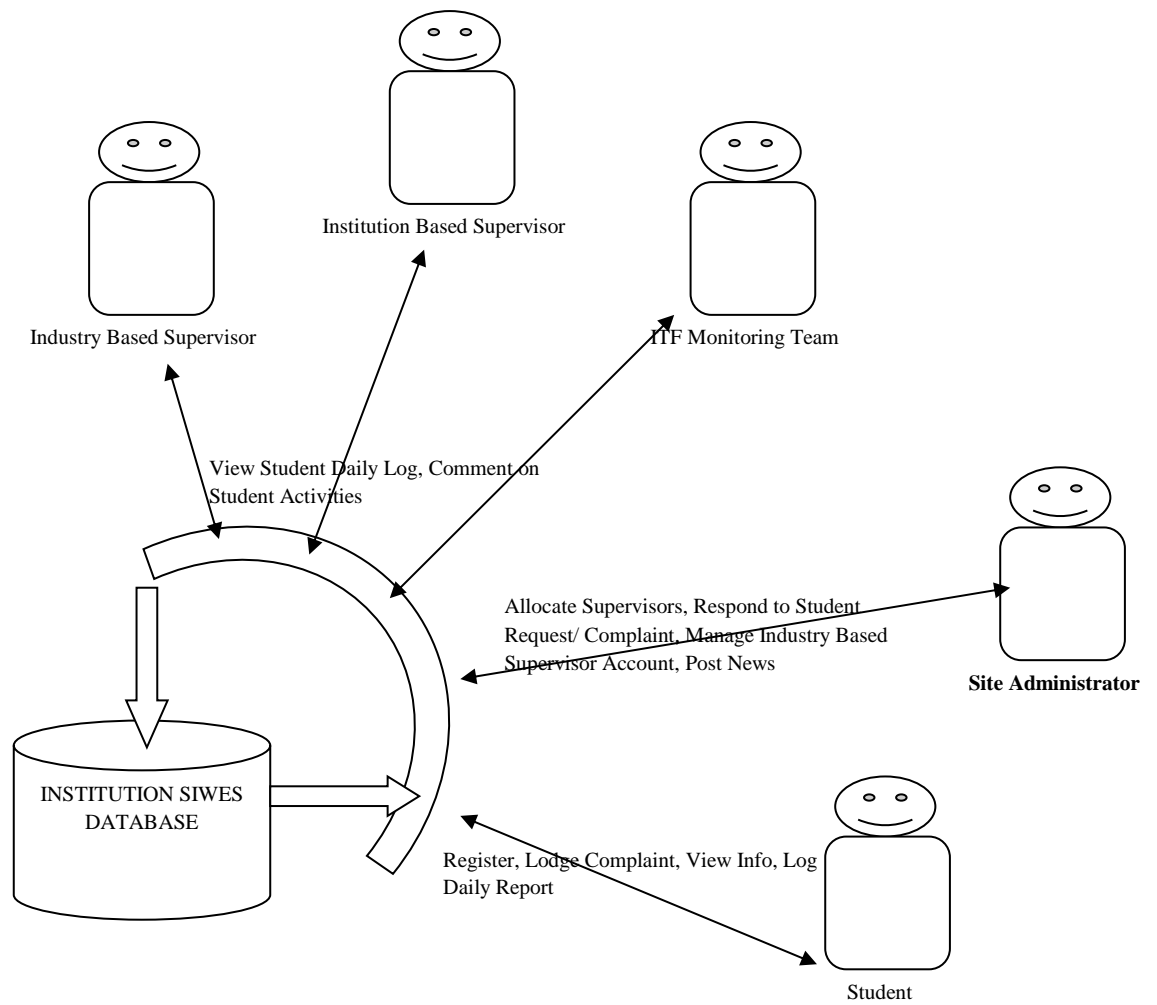 Institution Based Supervisor
Industry Based Supervisor
ITF Monitoring Team
View Student Daily Log, Comment on
Student Activities
Allocate Supervisors, Respond to Student
Request/ Complaint, Manage Industry Based
Supervisor Account, Post News
Site Administrator
INSTITUTION SIWES
DATABASE
Register, Lodge Complaint, View Info, Log
Daily Report
Student